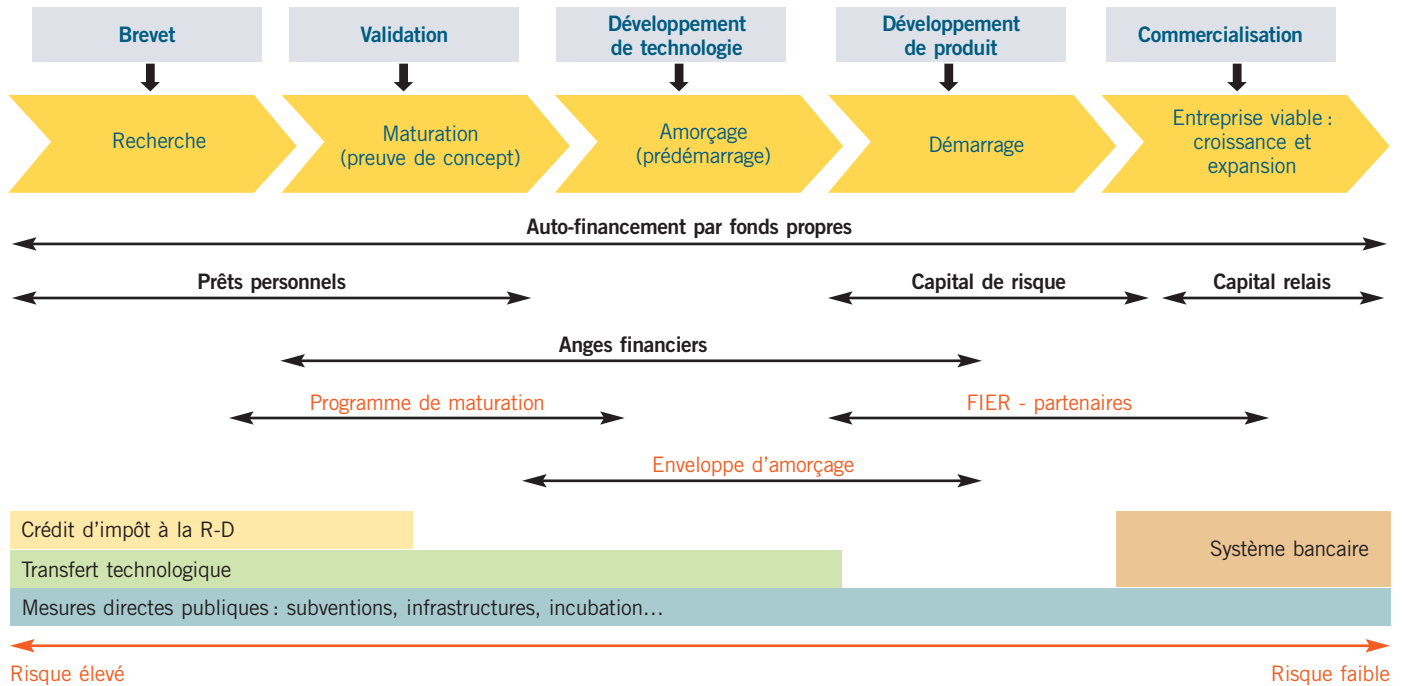 Brevet
Validation
Développement
de technologie
Développement
de produit
Commercialisation
Recherche
Maturation
(preuve de concept)
Amorçage
(prédémarrage)
Démarrage
Entreprise viable :
croissance et
expansion
Auto-financement par fonds propres
Prêts personnels
Capital de risque
Capital relais
Anges financiers
Programme de maturation
FIER - partenaires
Enveloppe d’amorçage
Crédit d’impôt à la R-D
Système bancaire
Transfert technologique
Mesures directes publiques : subventions, infrastructures, incubation…
Risque élevé
Risque faible